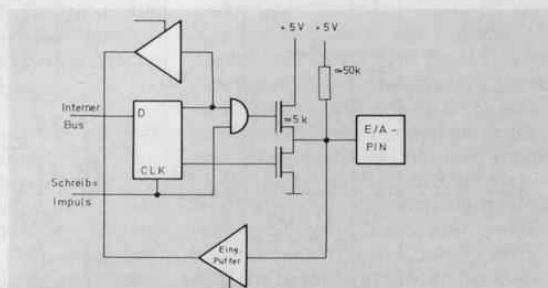 +5V +5V
≈50k
Interner
Bus
D
≈5k
E/A-
PIN
CLK
Schreib=
Impuls
Eing.
Puffer